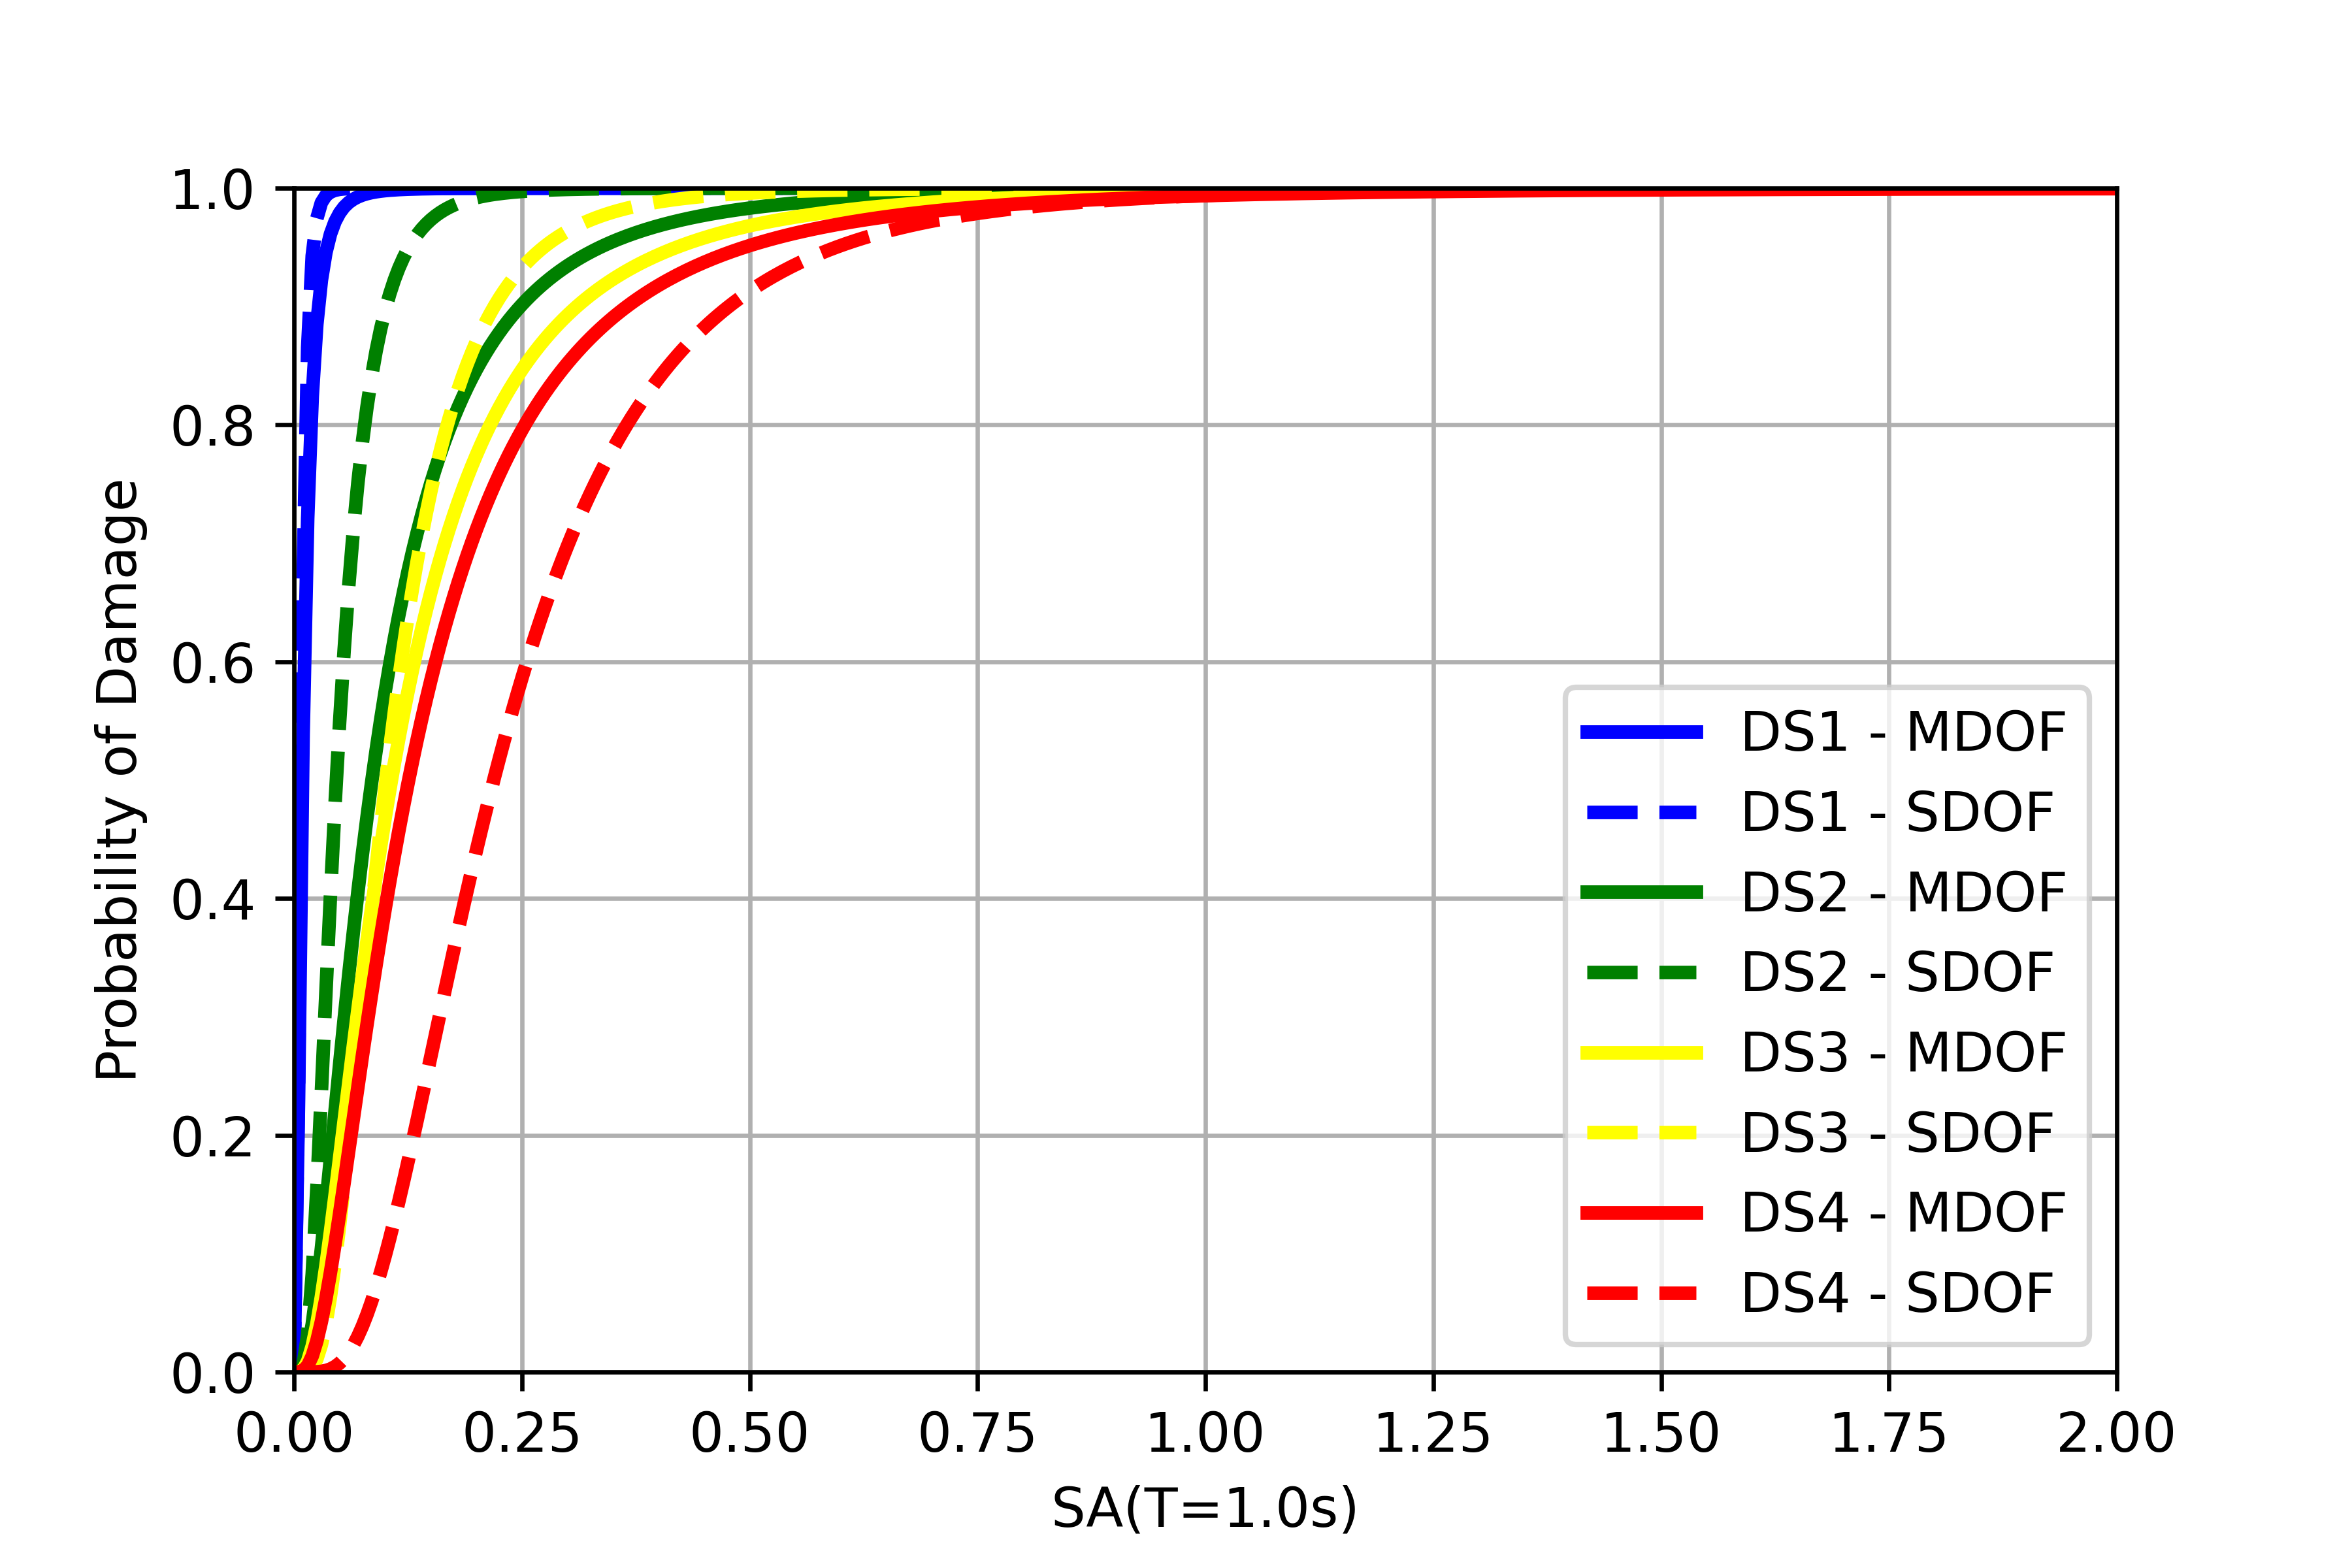 1.0
0.8
0.6
0.4
0.2
0.0
Probability of Damage
0.00 0.25 0.50 0.75 1.00 1.25 1.50 1.75 2.00
SA(T=1.0s)
DS1 - MDOF
DS1 - SDOF
DS2 - MDOF
DS2 - SDOF
DS3 - MDOF
DS3 - SDOF
DS4 - MDOF
DS4 - SDOF